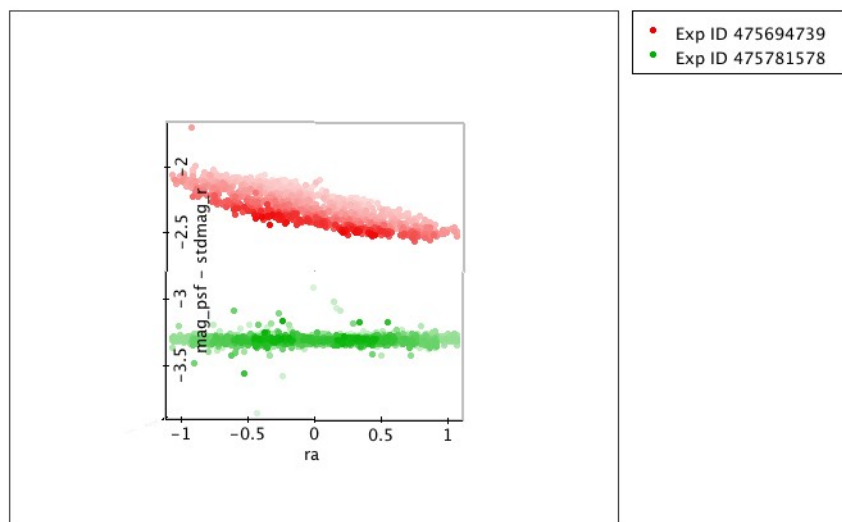 Exp ID 475694739
Exp ID 475781578
-2
-2.5
-3
-3.5
mag_psf - stdmag_r
-1 -0.5 0 0.5 1
ra